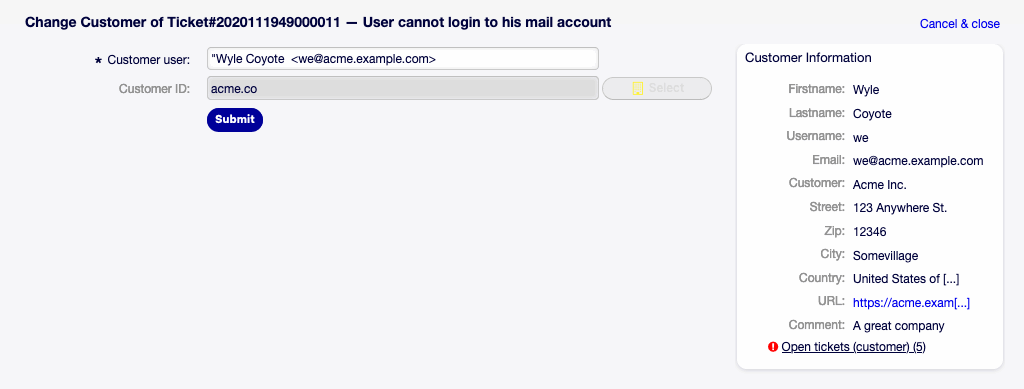 Change Customer of Ticket#2020111949000011 — User cannot login to his mail account
Cancel & close
★ Customer user: "Wyle Coyote <we@acme.example.com>
Customer ID: acme.co Select
Submit
Customer Information
Firstname: Wyle
Lastname: Coyote
Username: we
Email: we@acme.example.com
Customer: Acme Inc.
Street: 123 Anywhere St.
Zip: 12346
City: Somevillage
Country: United States of [...]
URL: https://acme.exam[...]
Comment: A great company
Open tickets (customer) (5)